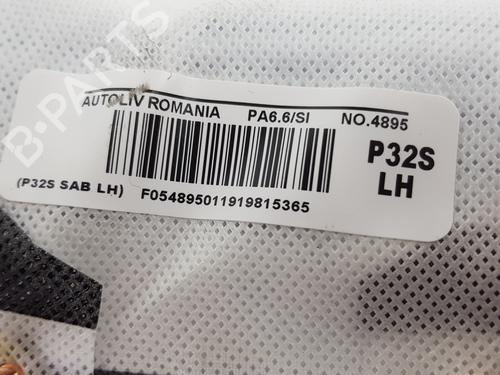 AUTOLIV ROMANIA PA6.6/SI NO.4895
P32S
LH
(P32S SAB LH) F054895011919815365
B-PARTS